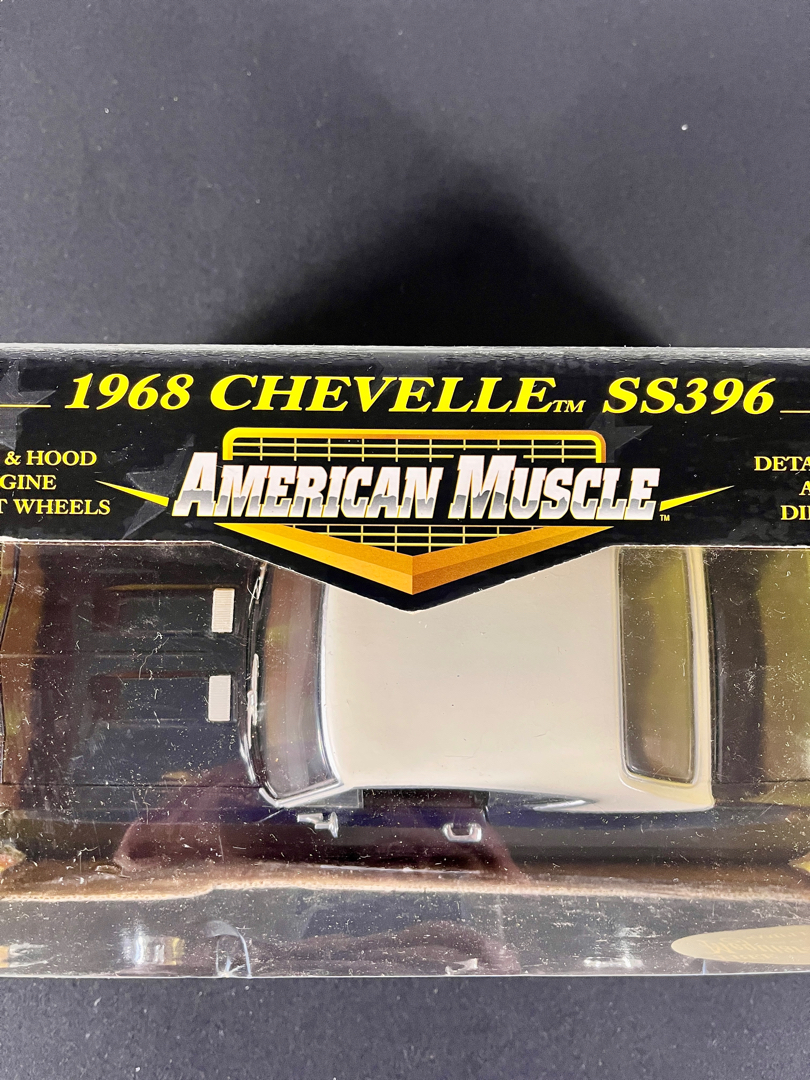 1968 CHEVELLE™ SS396
& HOOD
GINE
T WHEELS
AMERICAN MUSCLE™
DETA
A
DI